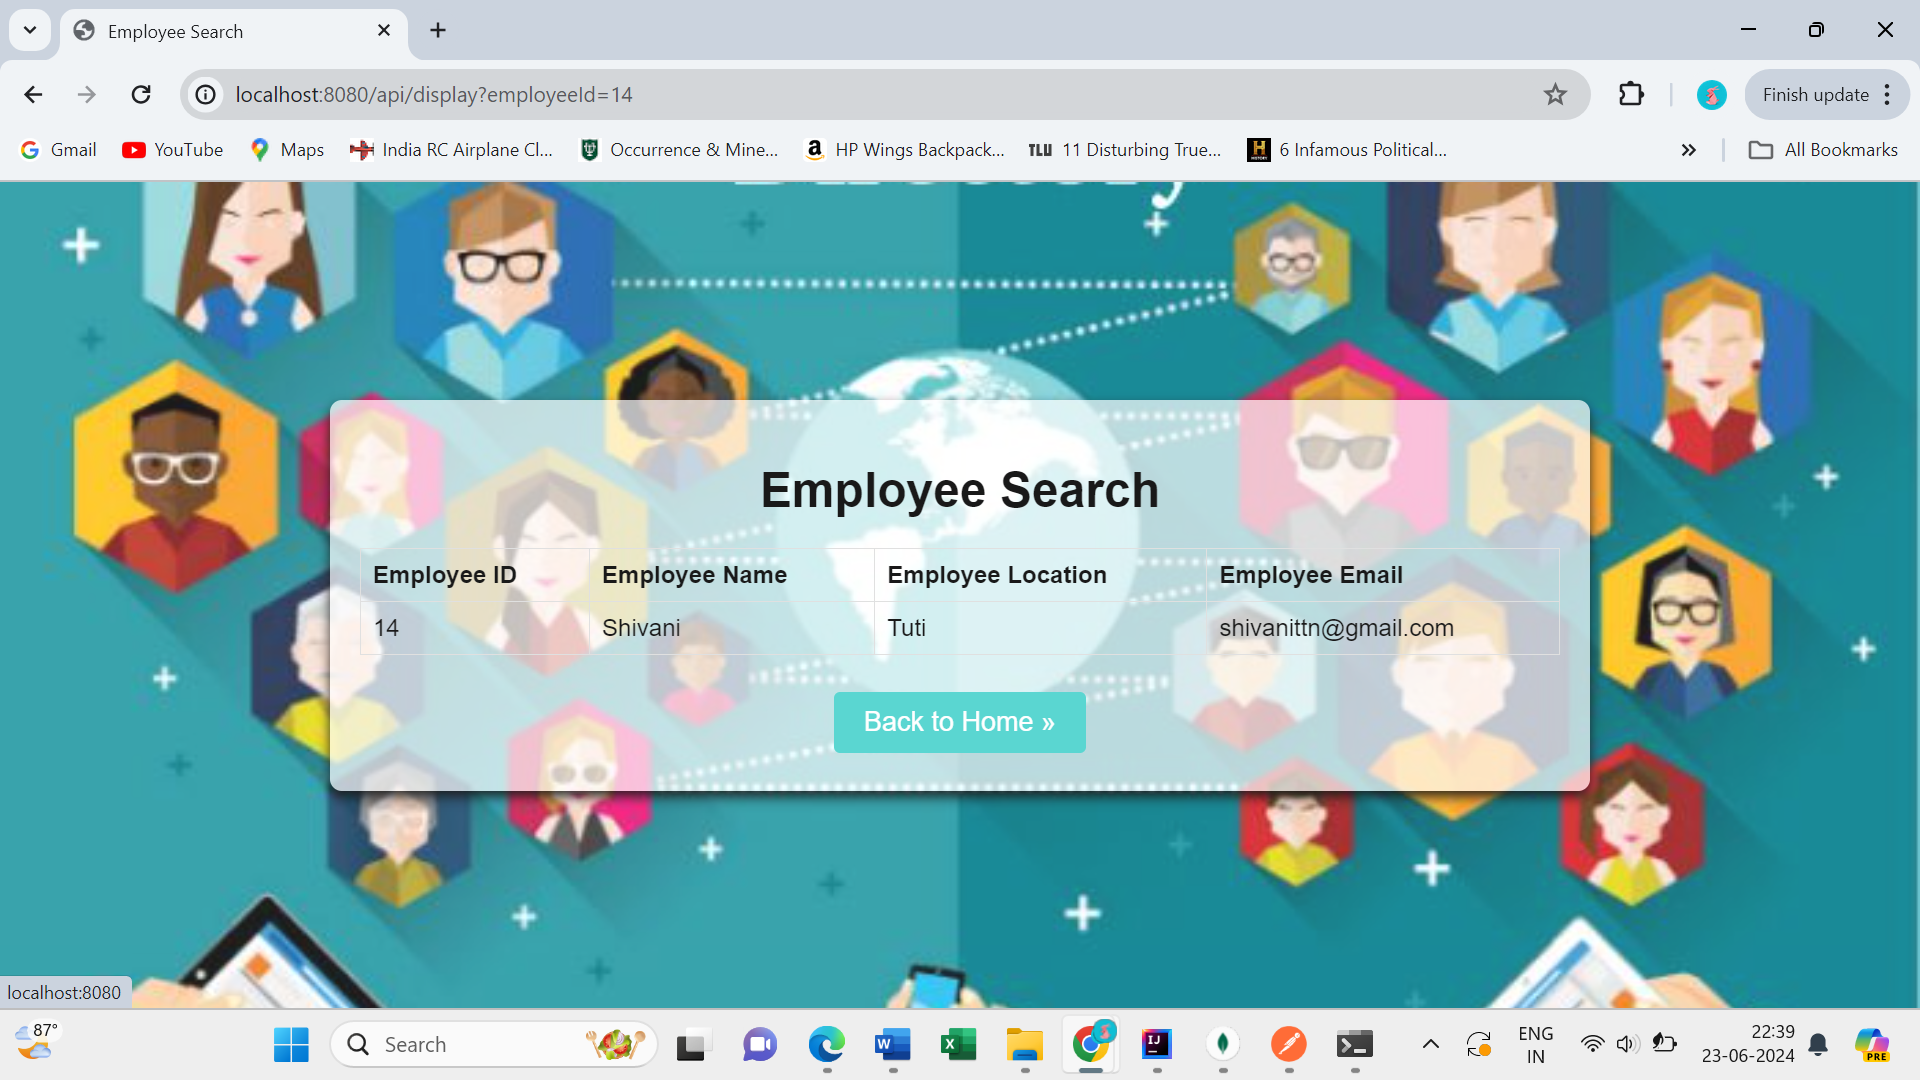 Employee Search
localhost:8080/api/display?employeeId=14
Finish update
Gmail
YouTube
Maps
India RC Airplane Cl...
Occurrence & Mine...
HP Wings Backpack...
TLU
11 Disturbing True...
H
HISTORY
6 Infamous Political...
All Bookmarks
Employee Search
Employee ID Employee Name Employee Location Employee Email
14 Shivani Tuti shivanittn@gmail.com
Back to Home »
localhost:8080
87°
Search
ENG
IN
22:39
23-06-2024
PRE